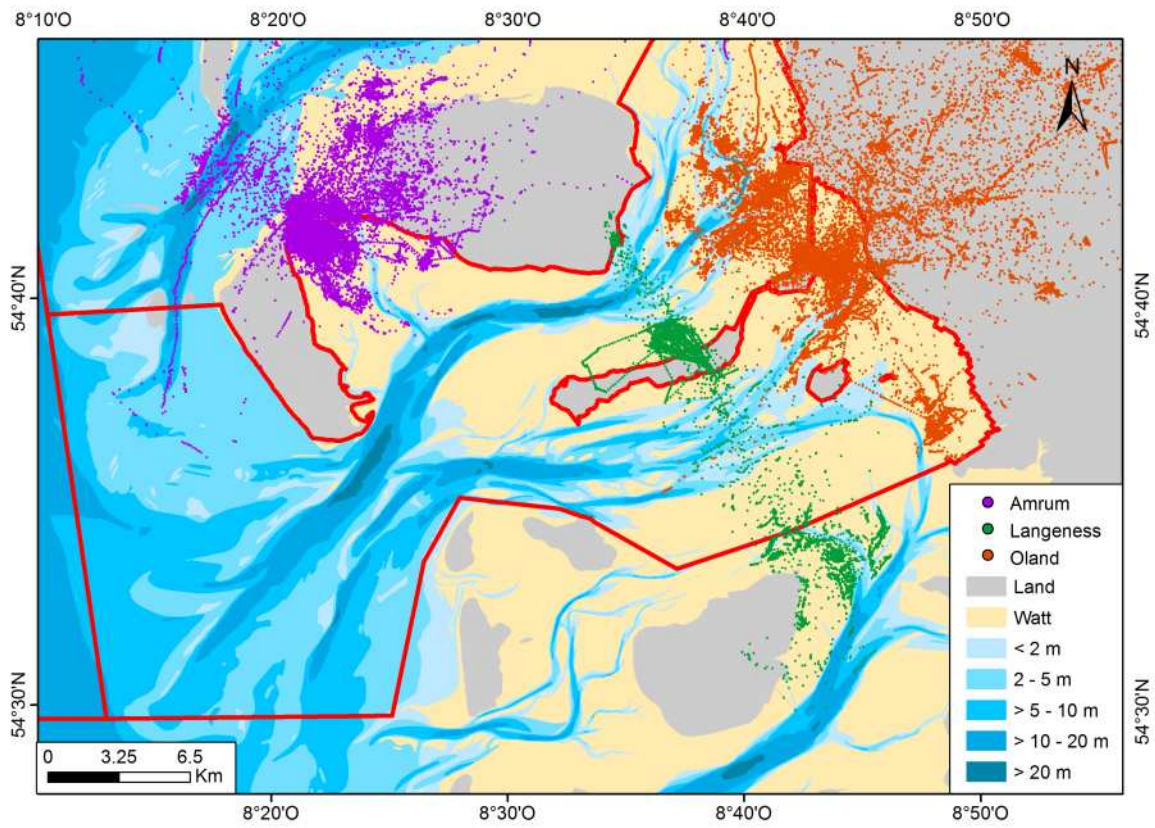 8°10'O 8°20'O 8°30'O 8°40'O 8°50'O
N
54°40'N 54°40'N
54°30'N 54°30'N
Amrum
Langeness
Oland
Land
Watt
< 2 m
2 - 5 m
> 5 - 10 m
> 10 - 20 m
> 20 m
0 3.25 6.5
Km
8°20'O 8°30'O 8°40'O 8°50'O